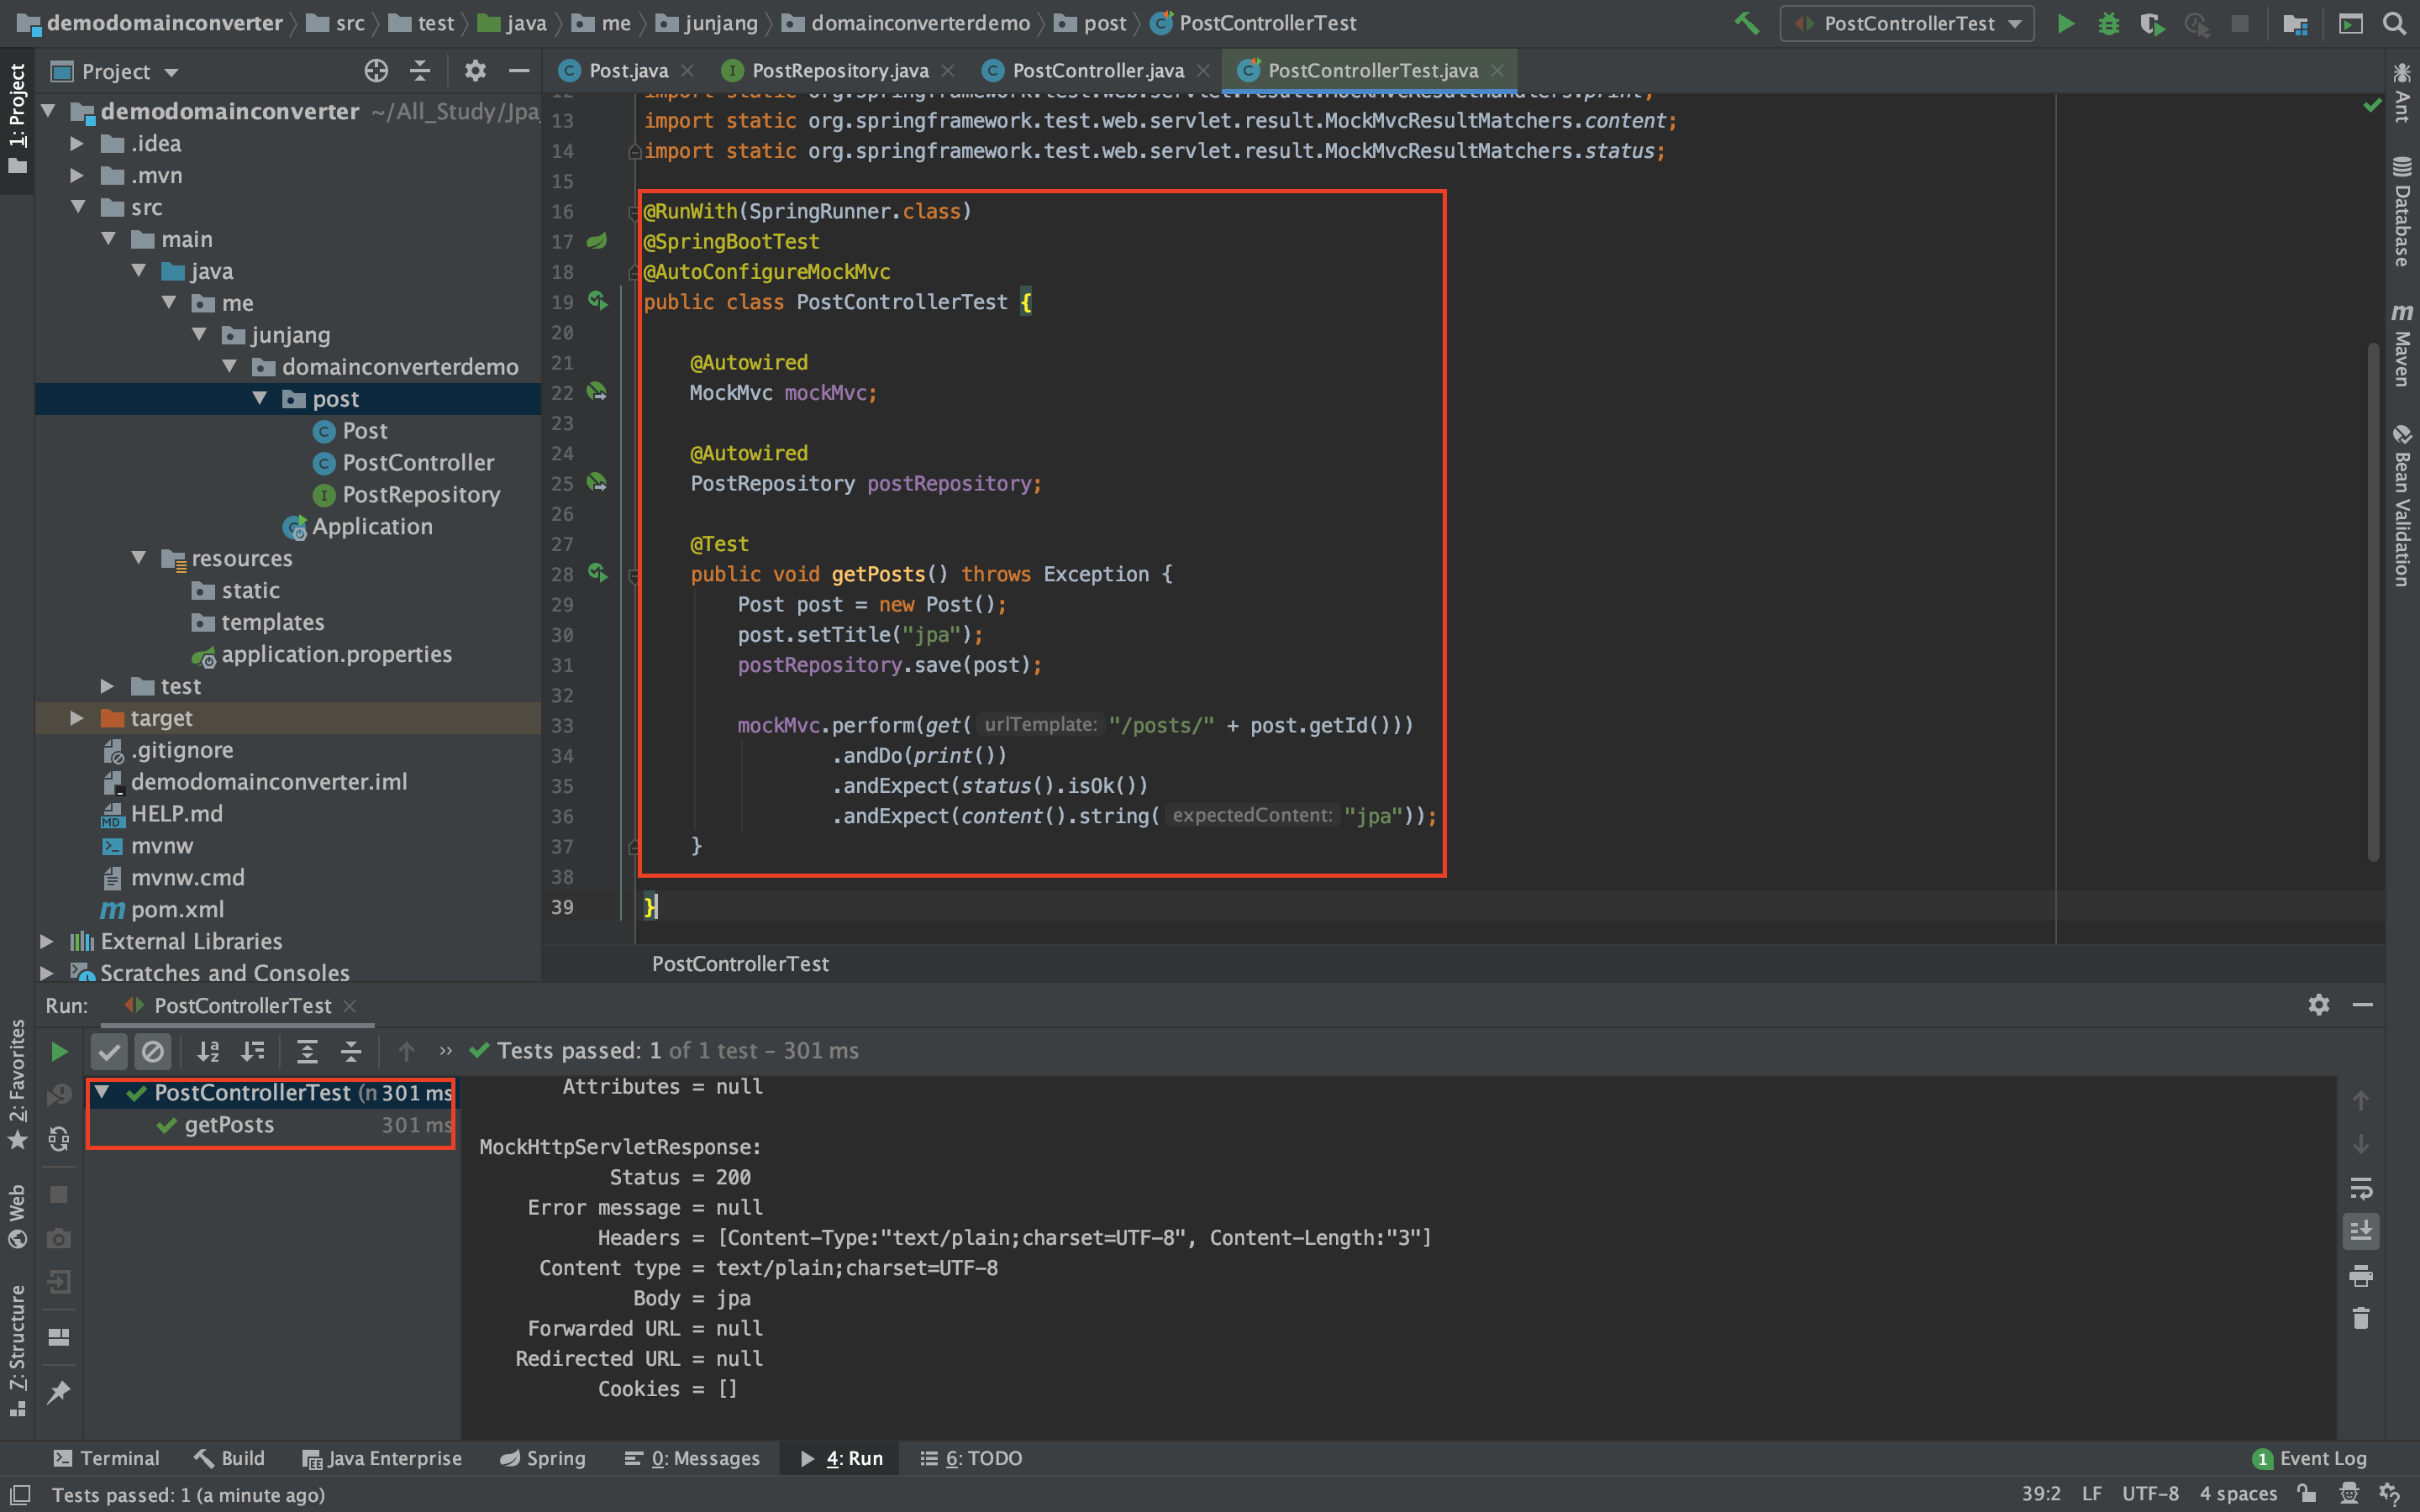 demodomainconverter src test java me junjang domainconverterdemo post PostControllerTest
PostControllerTest
1: Project
Project
Post.java PostRepository.java PostController.java PostControllerTest.java
demodomainconverter ~/All_Study/Jpa
.idea
.mvn
src
main
java
me
junjang
domainconverterdemo
post
Post
PostController
PostRepository
Application
resources
static
templates
application.properties
test
target
.gitignore
demodomainconverter.iml
HELP.md
mvnw
mvnw.cmd
pom.xml
External Libraries
Scratches and Consoles
12 import static org.springframework.test.web.servlet.result.MockMvcResultHandlers.print;
13 import static org.springframework.test.web.servlet.result.MockMvcResultMatchers.content;
14 import static org.springframework.test.web.servlet.result.MockMvcResultMatchers.status;
15
16 @RunWith(SpringRunner.class)
17 @SpringBootTest
18 @AutoConfigureMockMvc
19 public class PostControllerTest {
20
21 @Autowired
22 MockMvc mockMvc;
23
24 @Autowired
25 PostRepository postRepository;
26
27 @Test
28 public void getPosts() throws Exception {
29 Post post = new Post();
30 post.setTitle("jpa");
31 postRepository.save(post);
32
33 mockMvc.perform(get( urlTemplate: "/posts/" + post.getId()))
34 .andDo(print())
35 .andExpect(status().isOk())
36 .andExpect(content().string( expectedContent: "jpa"));
37 }
38
39 }
PostControllerTest
Ant
Database
Maven
Bean Validation
Run: PostControllerTest
Tests passed: 1 of 1 test – 301 ms
PostControllerTest (n 301 ms
getPosts 301 ms
Attributes = null
MockHttpServletResponse:
Status = 200
Error message = null
Headers = [Content-Type:"text/plain;charset=UTF-8", Content-Length:"3"]
Content type = text/plain;charset=UTF-8
Body = jpa
Forwarded URL = null
Redirected URL = null
Cookies = []
2: Favorites
Web
Z: Structure
Terminal Build Java Enterprise Spring 0: Messages 4: Run 6: TODO
1 Event Log
Tests passed: 1 (a minute ago)
39:2 LF UTF-8 4 spaces